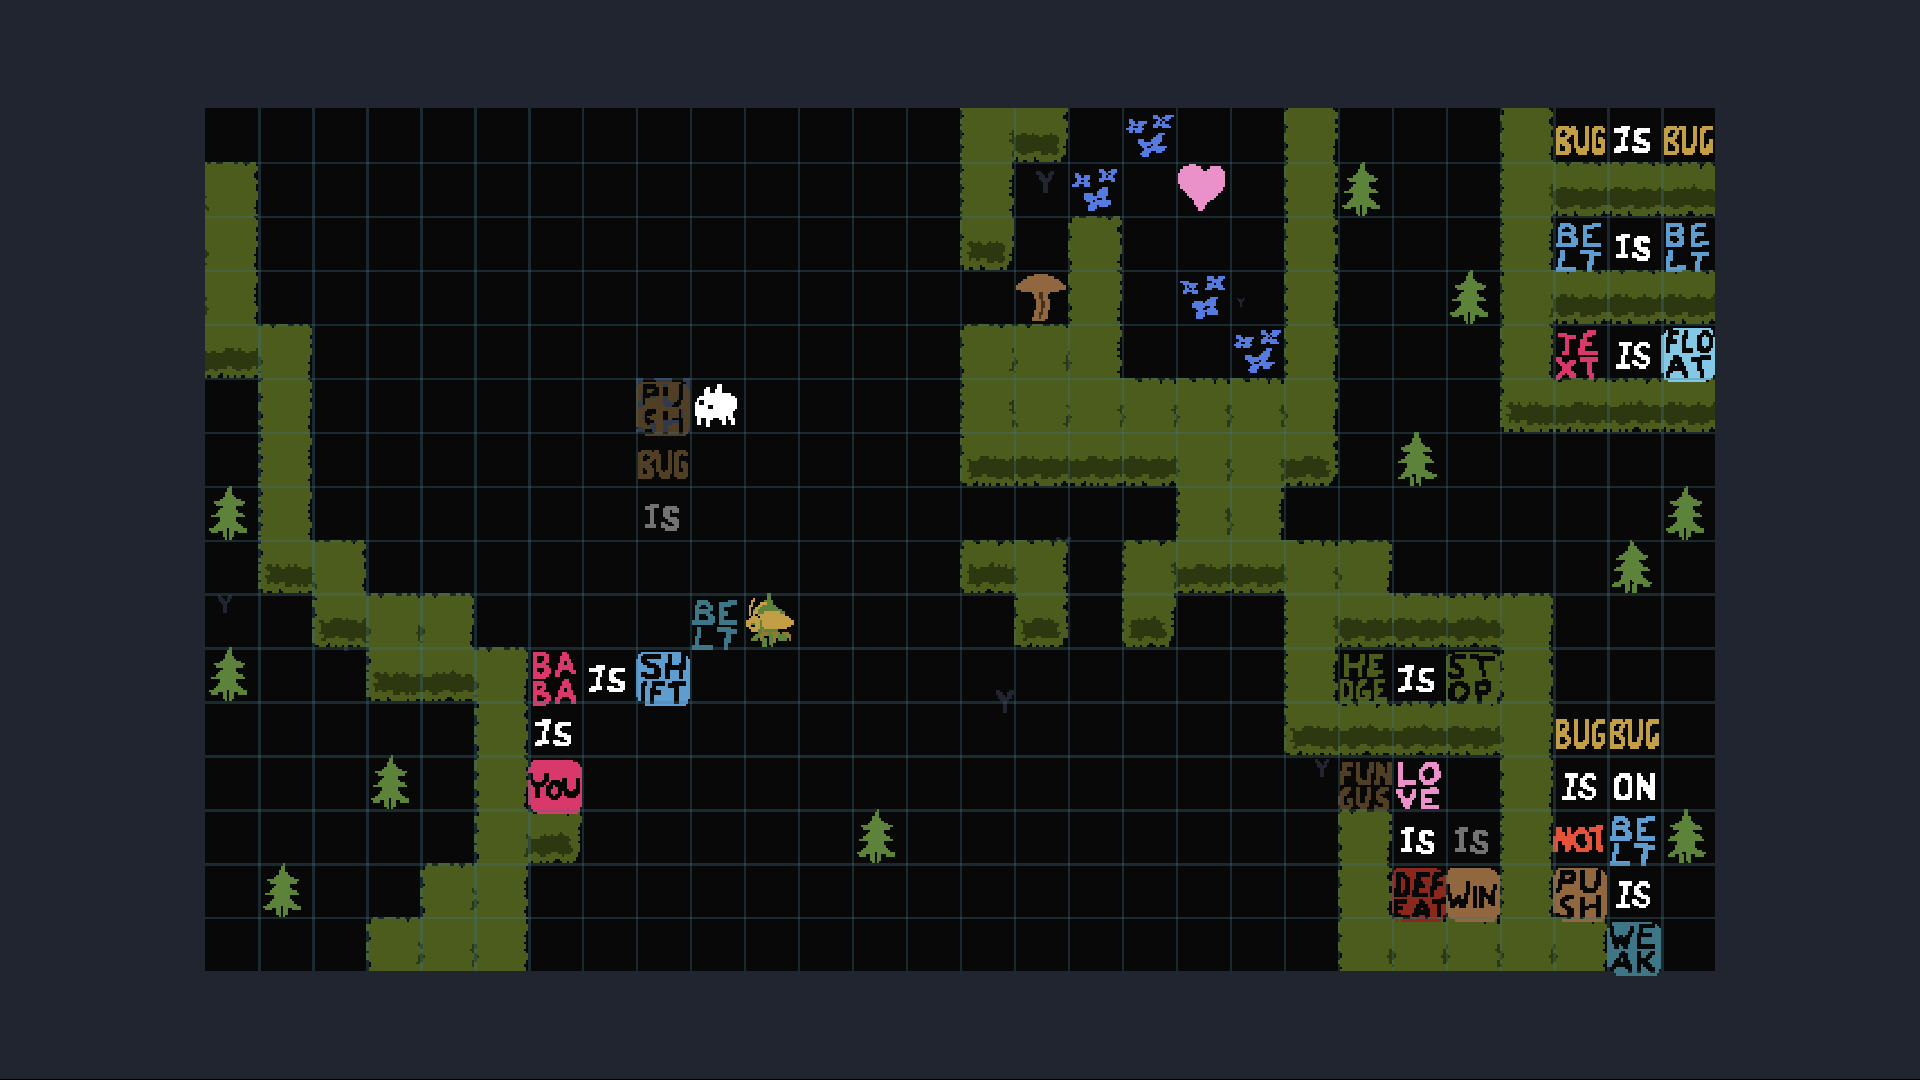 BUG IS BUG
BELT IS BELT
TEXT IS FLOAT
PUSH
BUG
IS
BELT
BABA IS SHIFT
HEDGE IS STOP
IS
BUG BUG
YOU
FUNGUS LOVE
IS ON
IS IS
NOT BELT
DEFEAT WIN
PUSH IS
WEAK